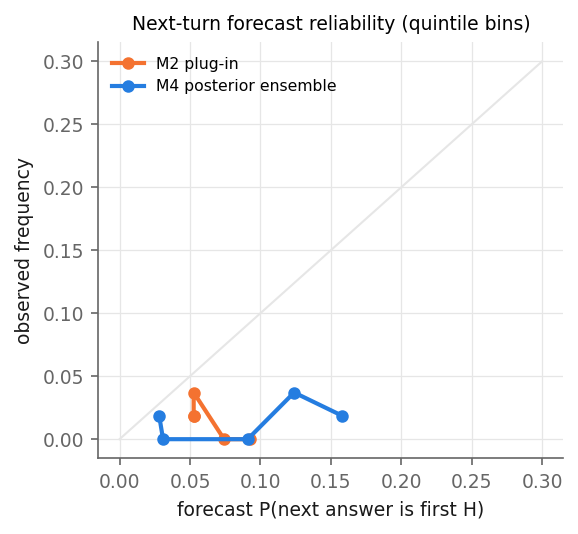 Next-turn forecast reliability (quintile bins)
M2 plug-in
M4 posterior ensemble
observed frequency
0.30
0.25
0.20
0.15
0.10
0.05
0.00
0.00 0.05 0.10 0.15 0.20 0.25 0.30
forecast P(next answer is first H)